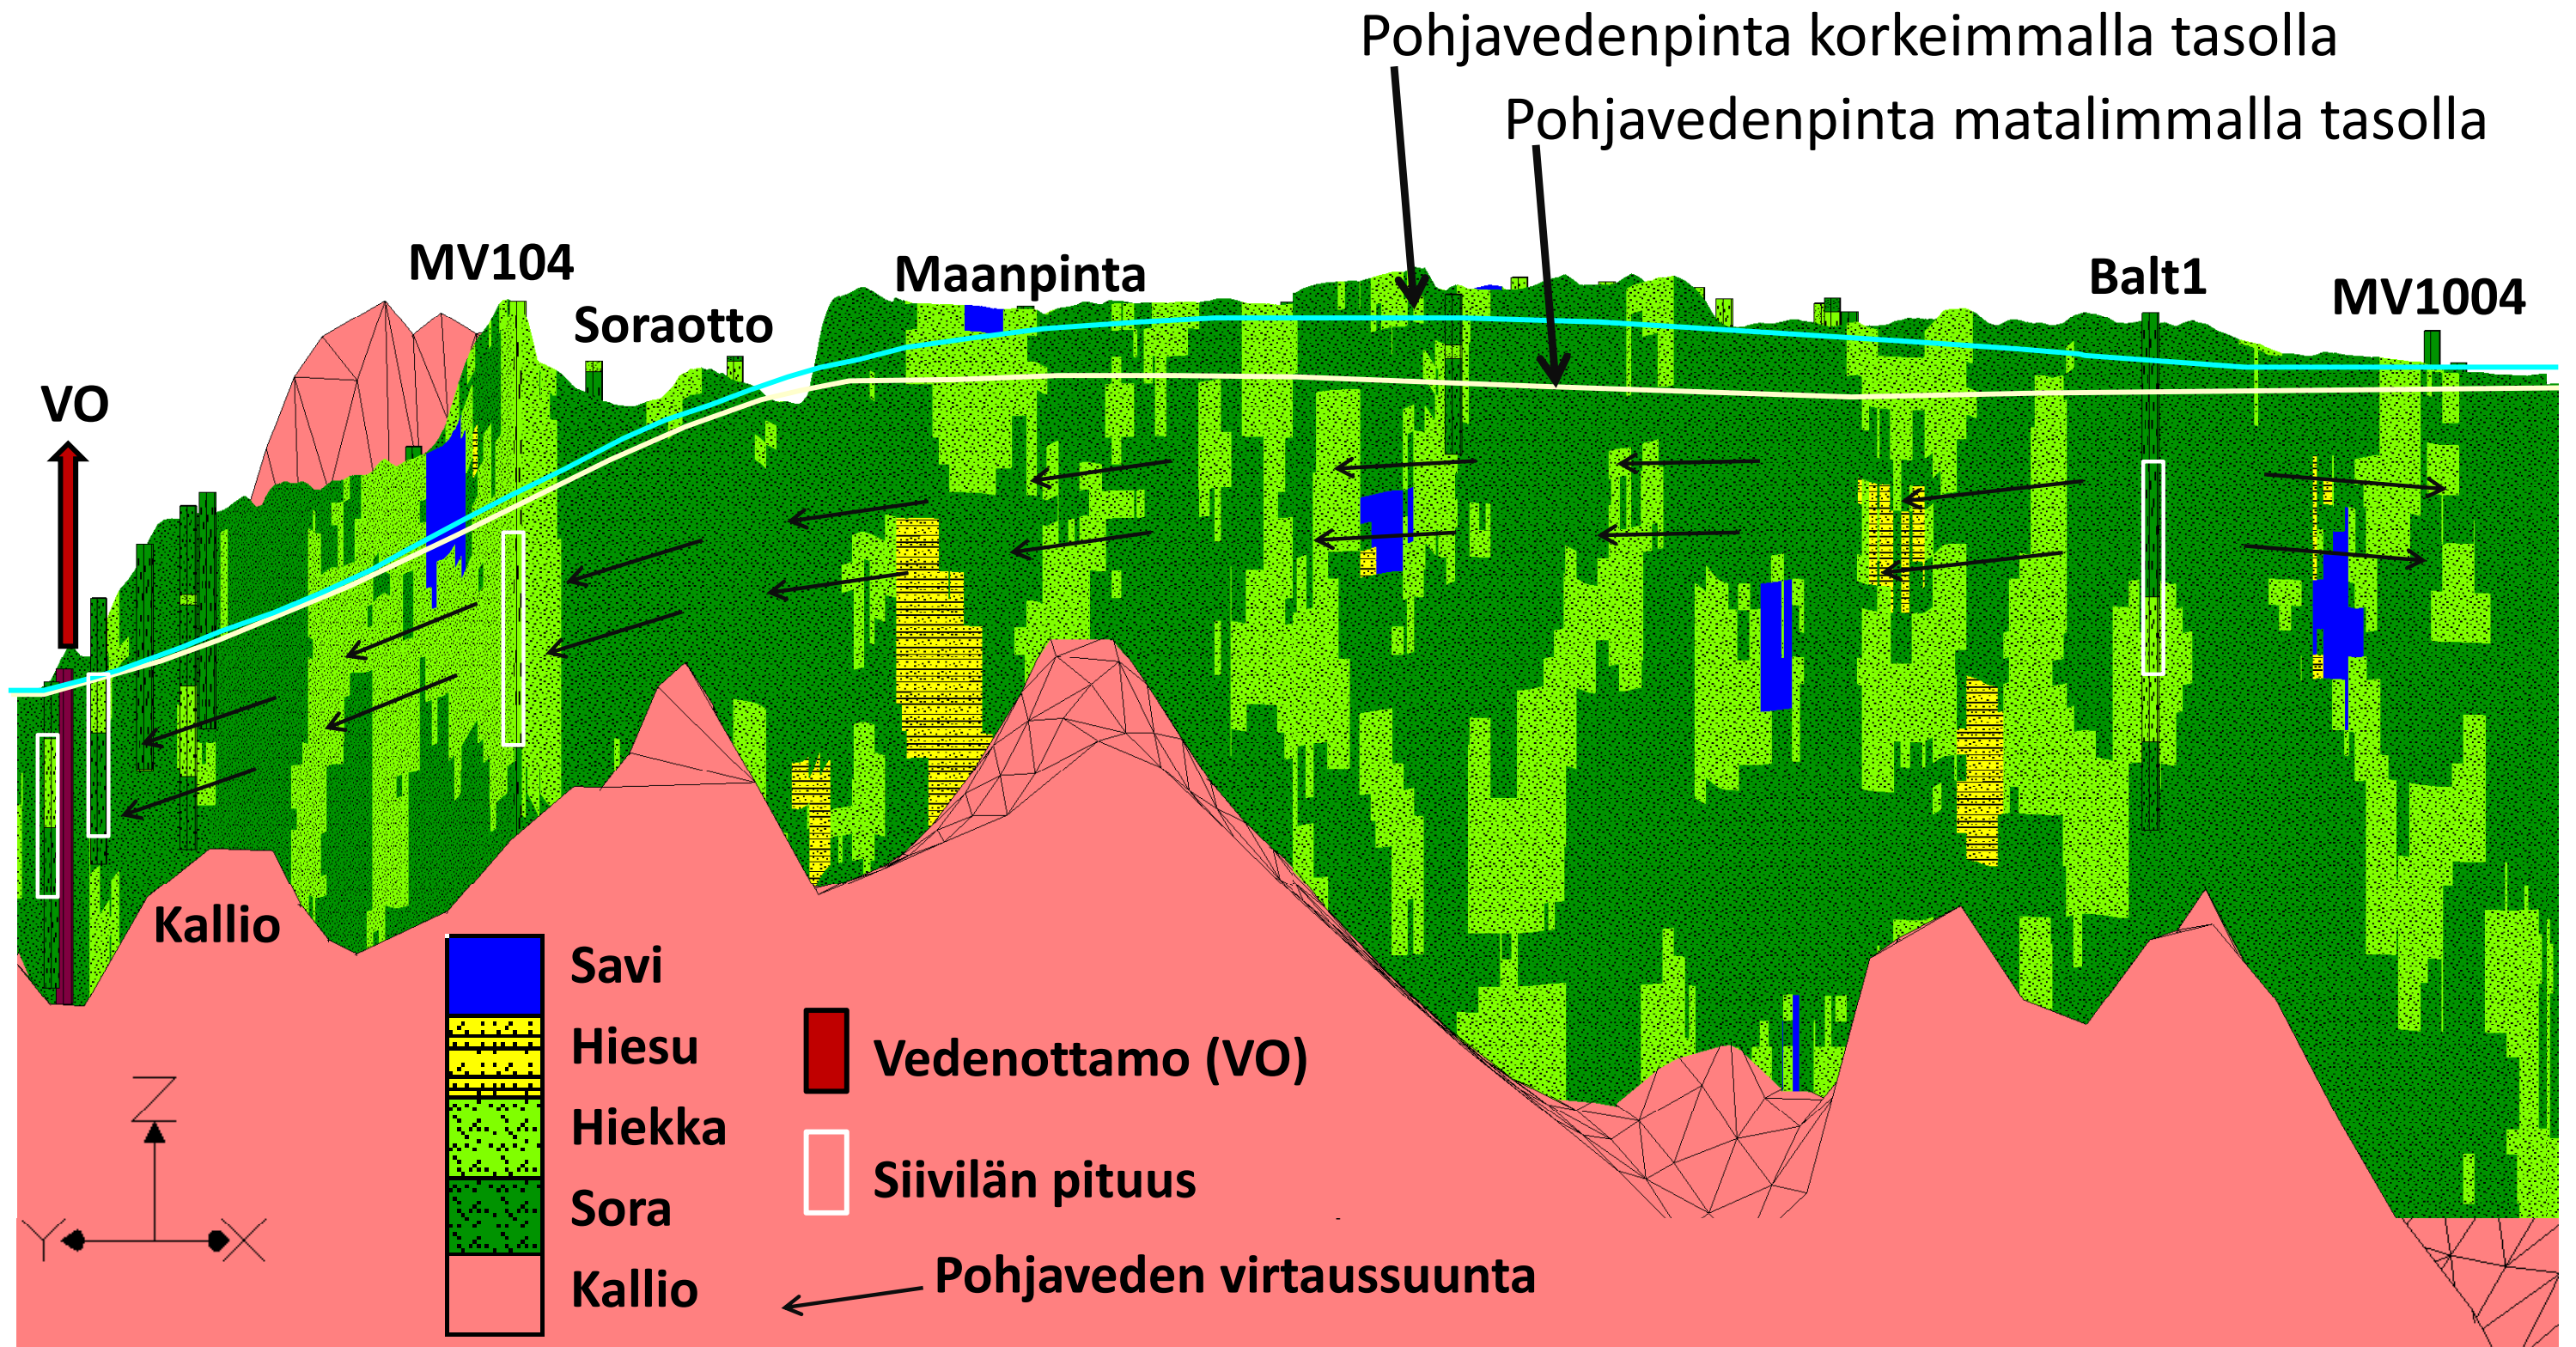 Pohjavedenpinta korkeimmalla tasolla
Pohjavedenpinta matalimmalla tasolla
MV104
Maanpinta
Balt1
MV1004
Soraotto
VO
Kallio
Savi
Hiesu
Hiekka
Sora
Kallio
Vedenottamo (VO)
Siivilän pituus
Pohjaveden virtaussuunta
Z
Y
X